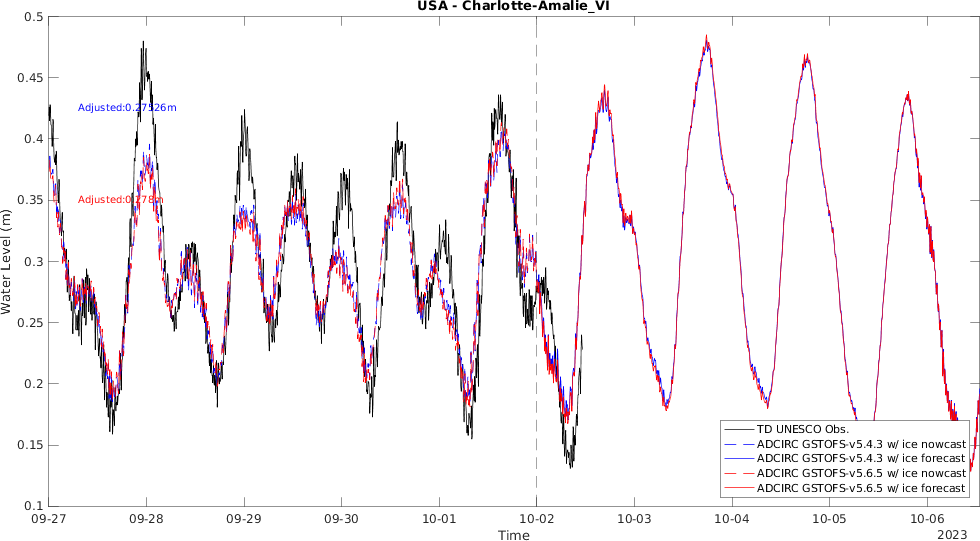 USA - Charlotte-Amalie_VI
0.5
0.45
0.4
0.35
0.3
0.25
0.2
0.15
0.1
Water Level (m)
Adjusted:0.27526m
Adjusted:0.278m
TD UNESCO Obs.
ADCIRC GSTOFS-v5.4.3 w/ ice nowcast
ADCIRC GSTOFS-v5.4.3 w/ ice forecast
ADCIRC GSTOFS-v5.6.5 w/ ice nowcast
ADCIRC GSTOFS-v5.6.5 w/ ice forecast
09-27 09-28 09-29 09-30 10-01 10-02 10-03 10-04 10-05 10-06
Time
2023